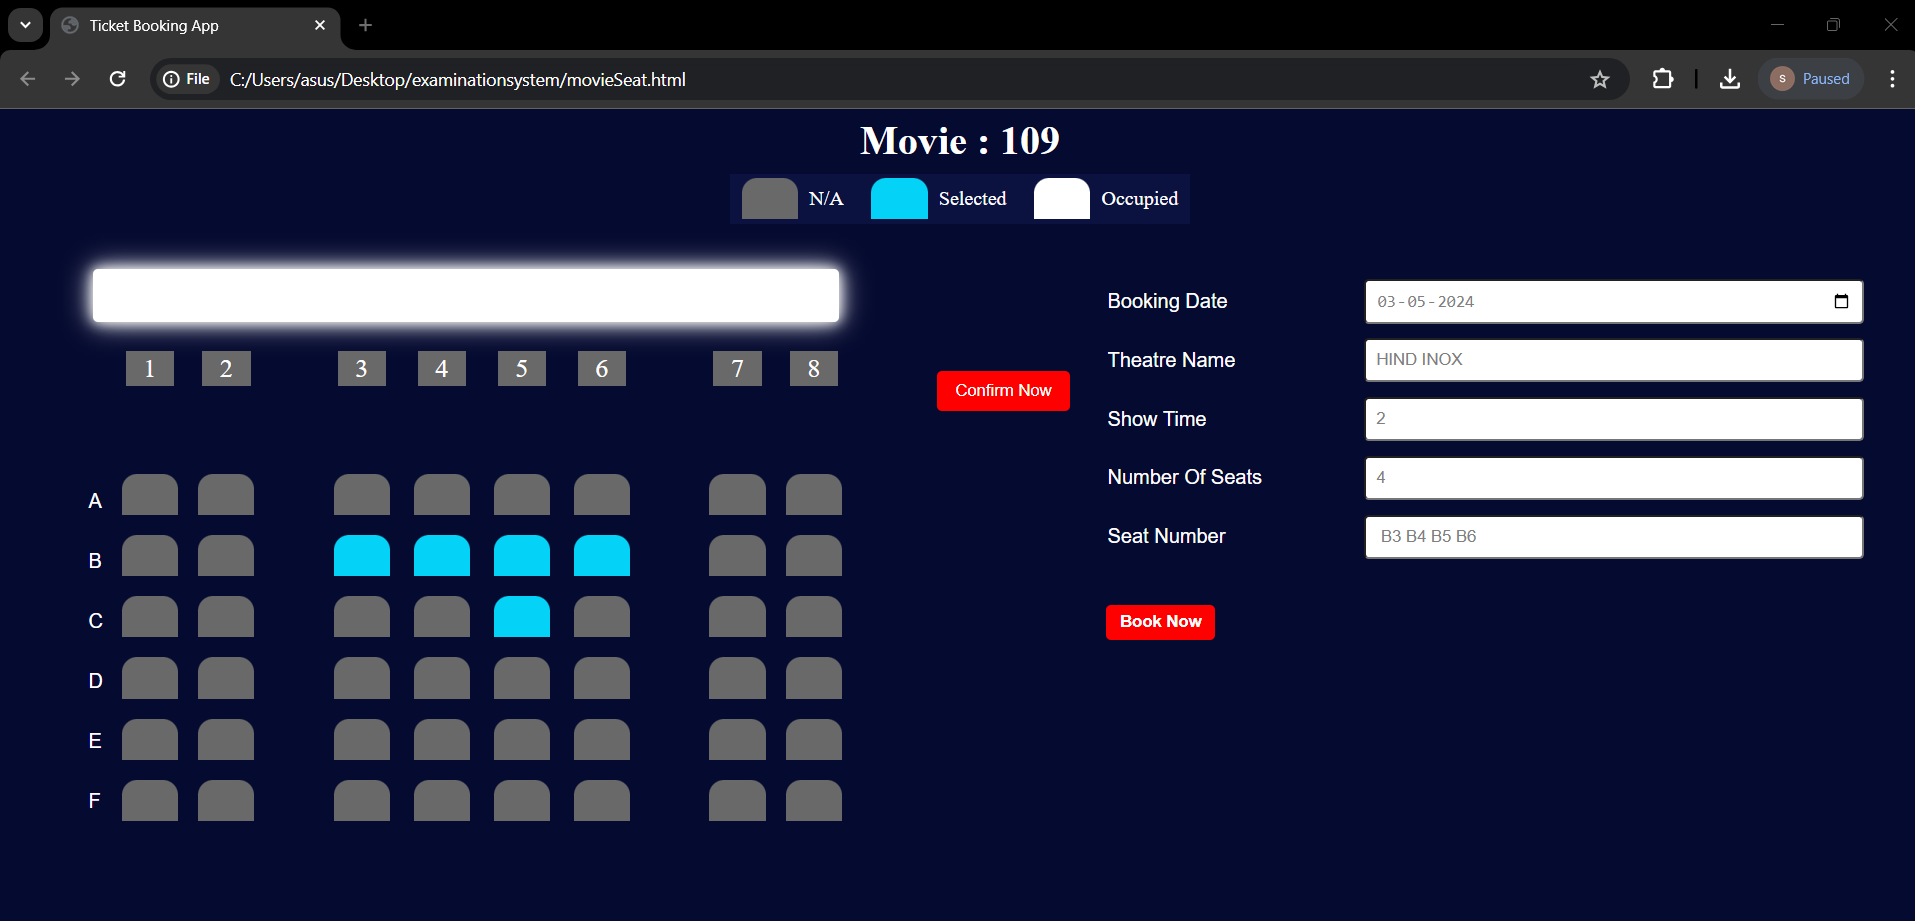 Ticket Booking App
File C:/Users/asus/Desktop/examinationsystem/movieSeat.html
S Paused
Movie : 109
N/A Selected Occupied
1 2 3 4 5 6 7 8
A
B
C
D
E
F
Confirm Now
Booking Date 03-05-2024
Theatre Name HIND INOX
Show Time 2
Number Of Seats 4
Seat Number B3 B4 B5 B6
Book Now